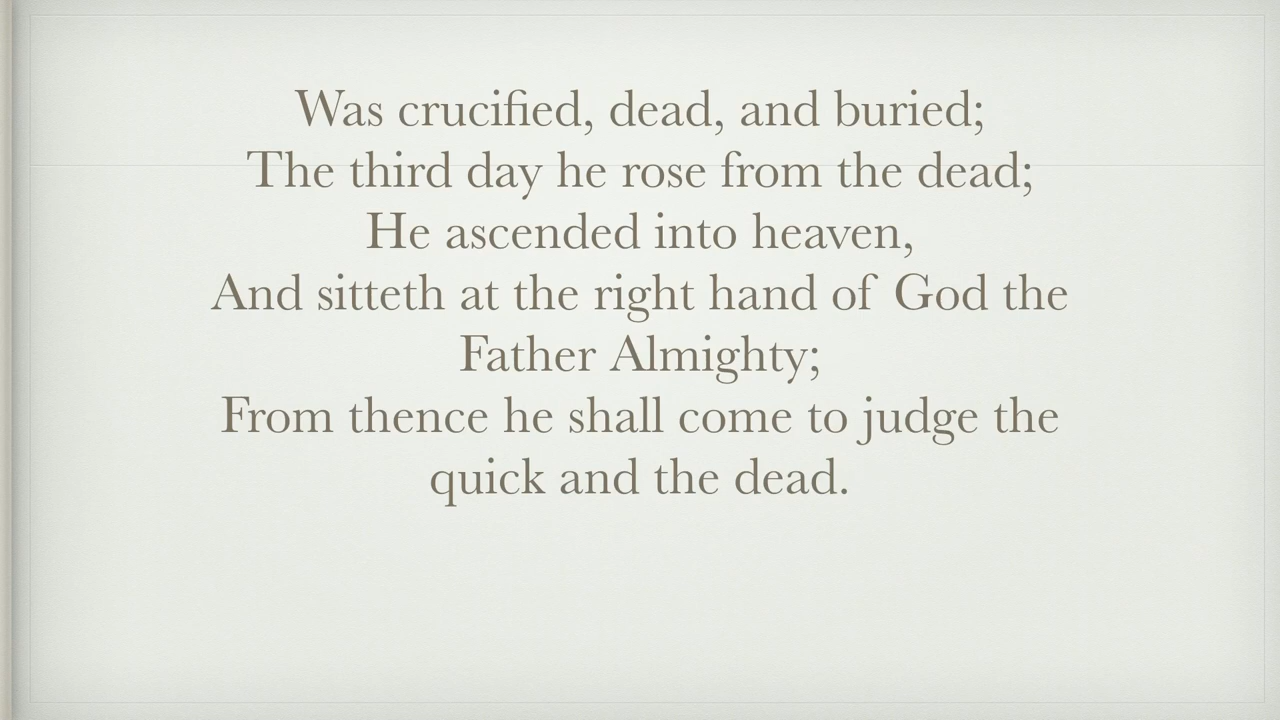 Was crucified, dead, and buried;
The third day he rose from the dead;
He ascended into heaven,
And sitteth at the right hand of God the
Father Almighty;
From thence he shall come to judge the
quick and the dead.